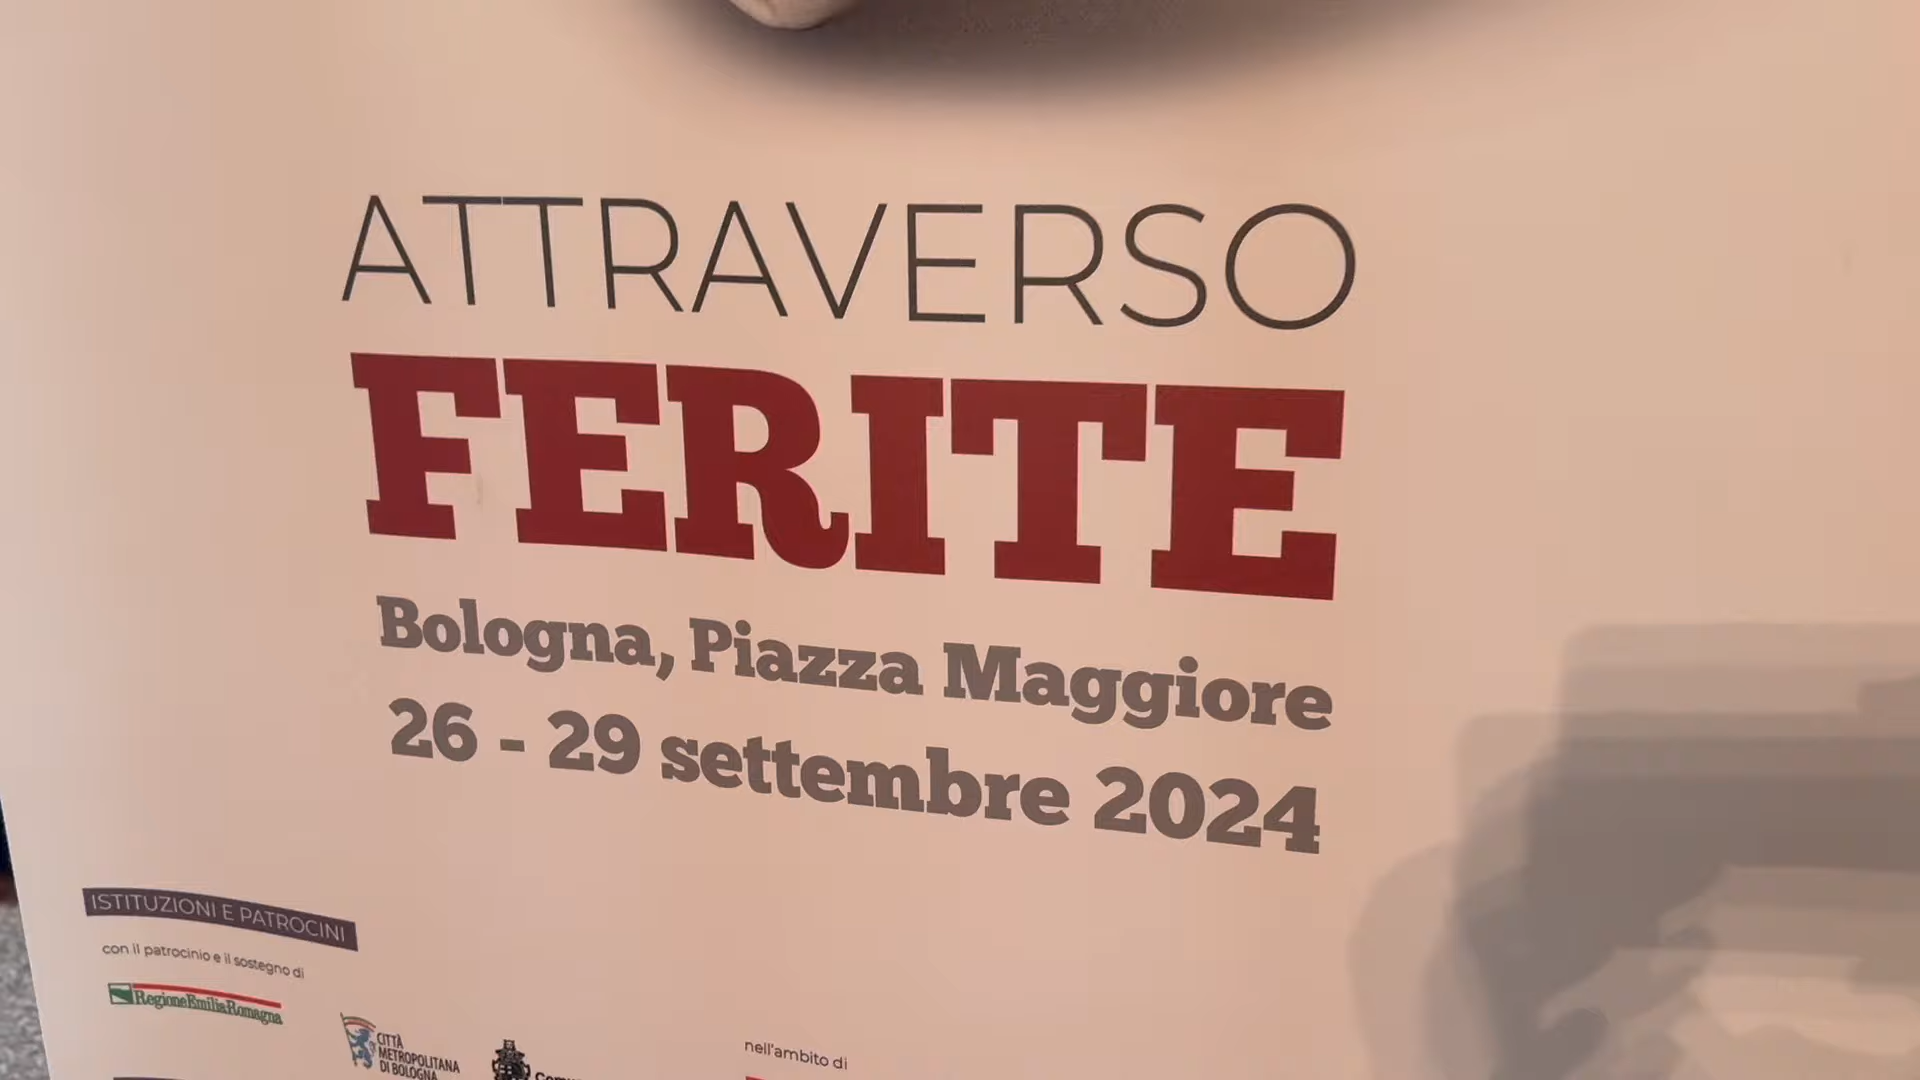 ATTRAVERSO
FERITE
Bologna, Piazza Maggiore
26 - 29 settembre 2024
ISTITUZIONI E PATROCINI
con il patrocinio e il sostegno di
RegioneEmiliaRomagna
CITTÀ
METROPOLITANA
DI BOLOGNA
nell'ambito di